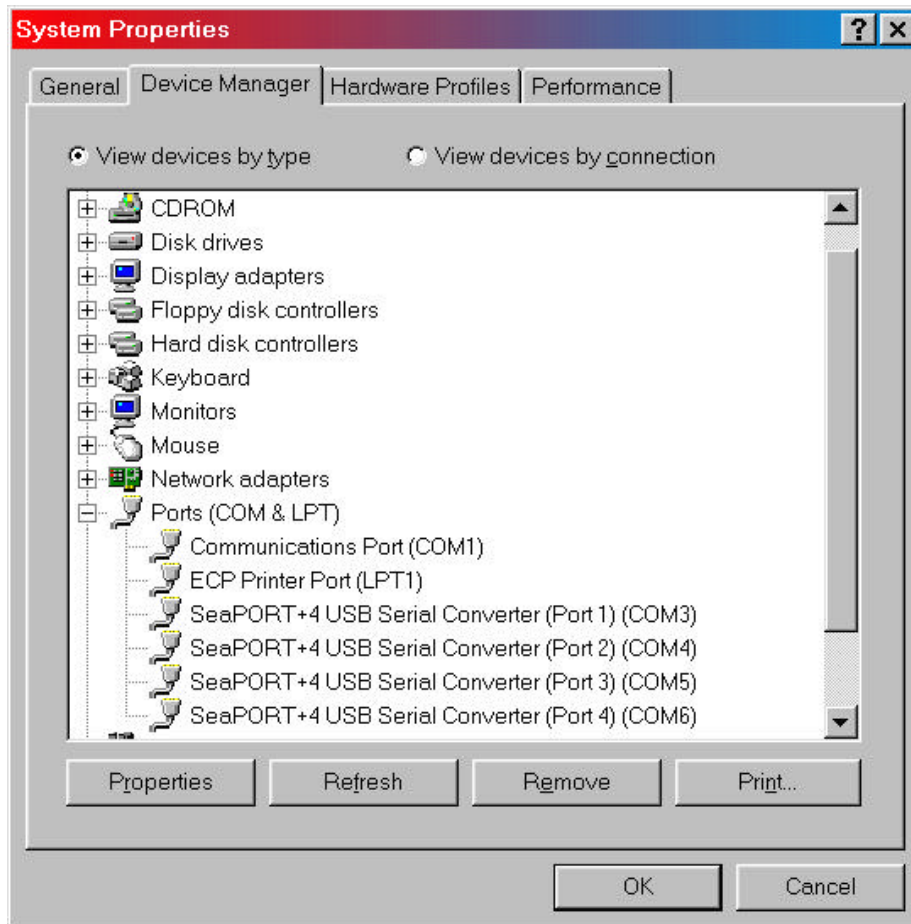 System Properties
General Device Manager Hardware Profiles Performance
View devices by type View devices by connection
CDROM
Disk drives
Display adapters
Floppy disk controllers
Hard disk controllers
Keyboard
Monitors
Mouse
Network adapters
Ports (COM & LPT)
Communications Port (COM1)
ECP Printer Port (LPT1)
SeaPORT+4 USB Serial Converter (Port 1) (COM3)
SeaPORT+4 USB Serial Converter (Port 2) (COM4)
SeaPORT+4 USB Serial Converter (Port 3) (COM5)
SeaPORT+4 USB Serial Converter (Port 4) (COM6)
Properties Refresh Remove Print...
OK Cancel